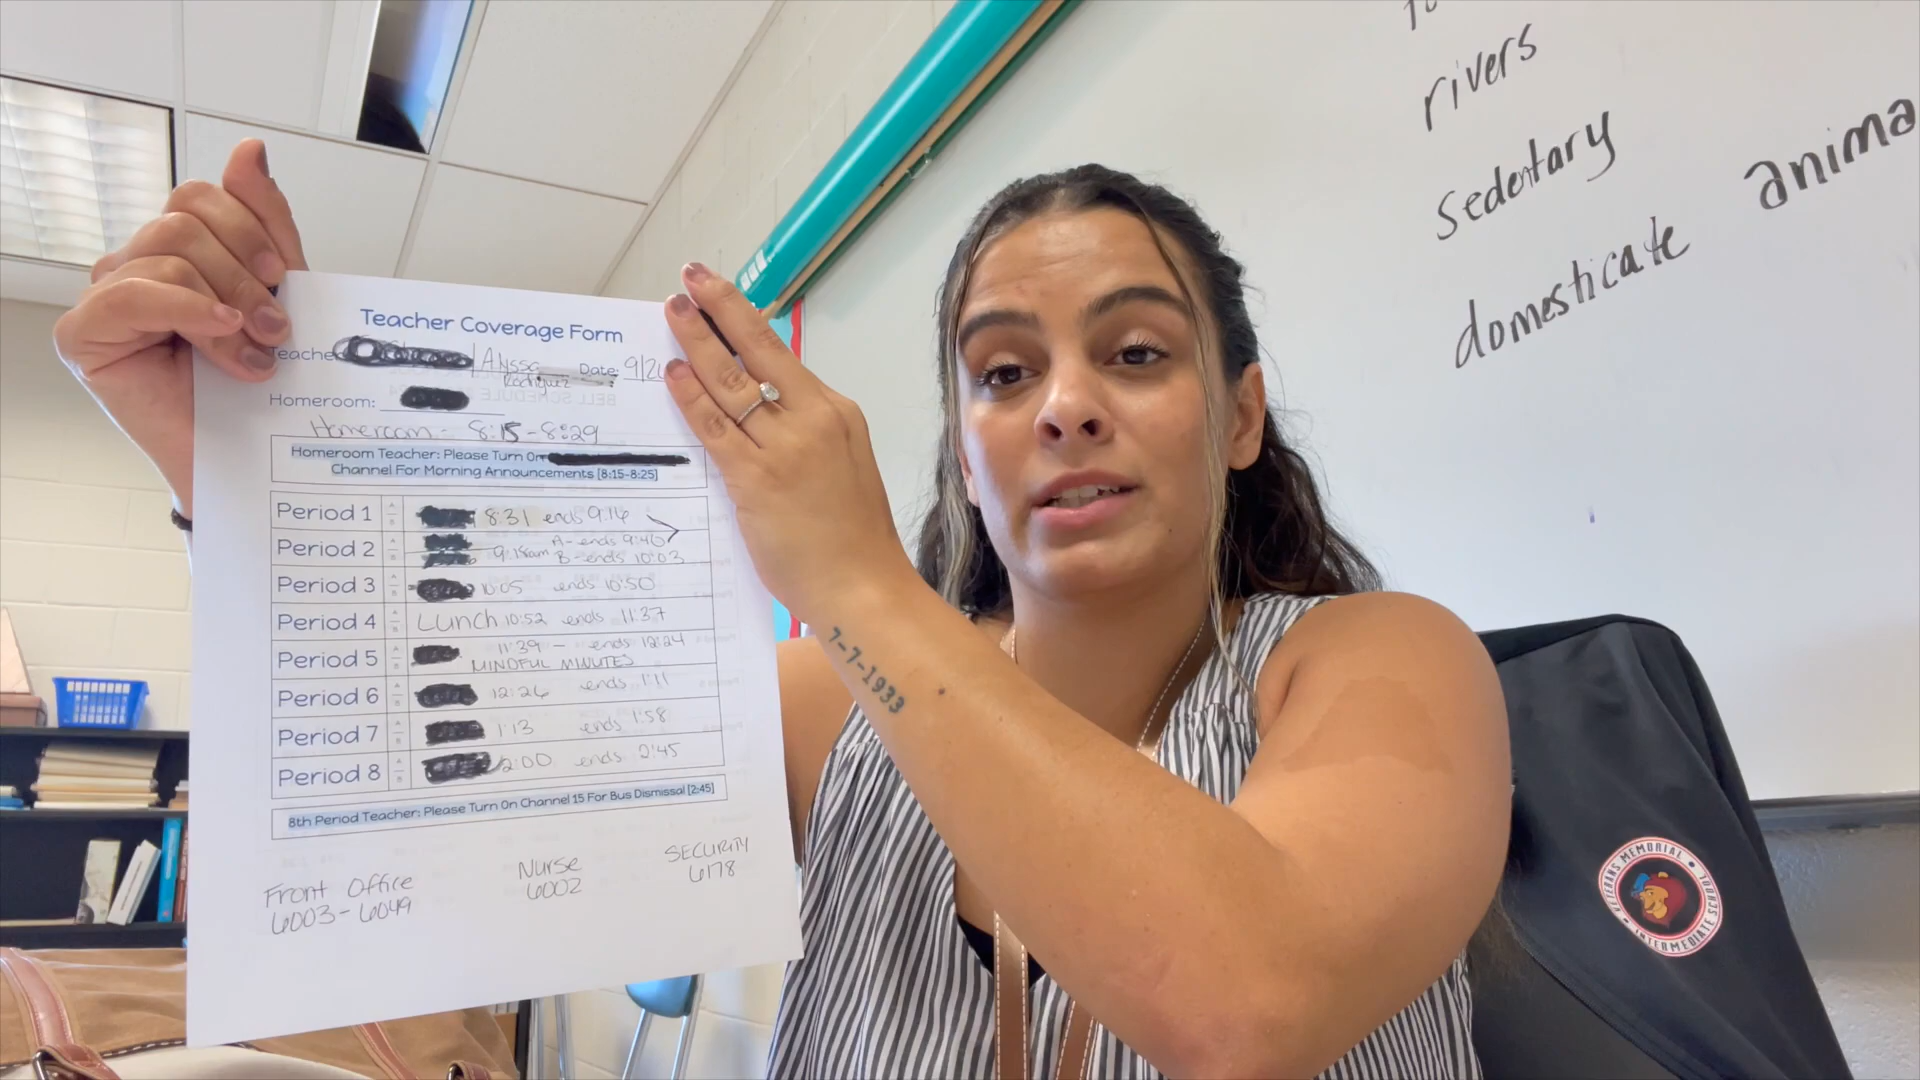 Teacher Coverage Form
Teacher | Alyssa Rodriguez Date: 9/26
Homeroom:
Homeroom - 8:15 - 8:29
Homeroom Teacher: Please Turn On
Channel For Morning Announcements [8:15-8:25]
Period 1 A B 8:31 ends 9:16
Period 2 A B 9:18am A- ends 9:40
B- ends 10:03
Period 3 A B 10:05 ends 10:50
Period 4 A B Lunch 10:52 ends 11:37
Period 5 A B 11:39 - ends 12:24
MINDFUL MINUTES
Period 6 A B 12:26 ends 1:11
Period 7 A B 1:13 ends 1:58
Period 8 A B 2:00 ends 2:45
8th Period Teacher: Please Turn On Channel 15 For Bus Dismissal [2:45]
Front Office
6003-6049
Nurse
6002
SECURITY
6178
7-7-1933
rivers
Sedentary
domesticate
anima
VETERANS MEMORIAL
INTERMEDIATE SCHOOL